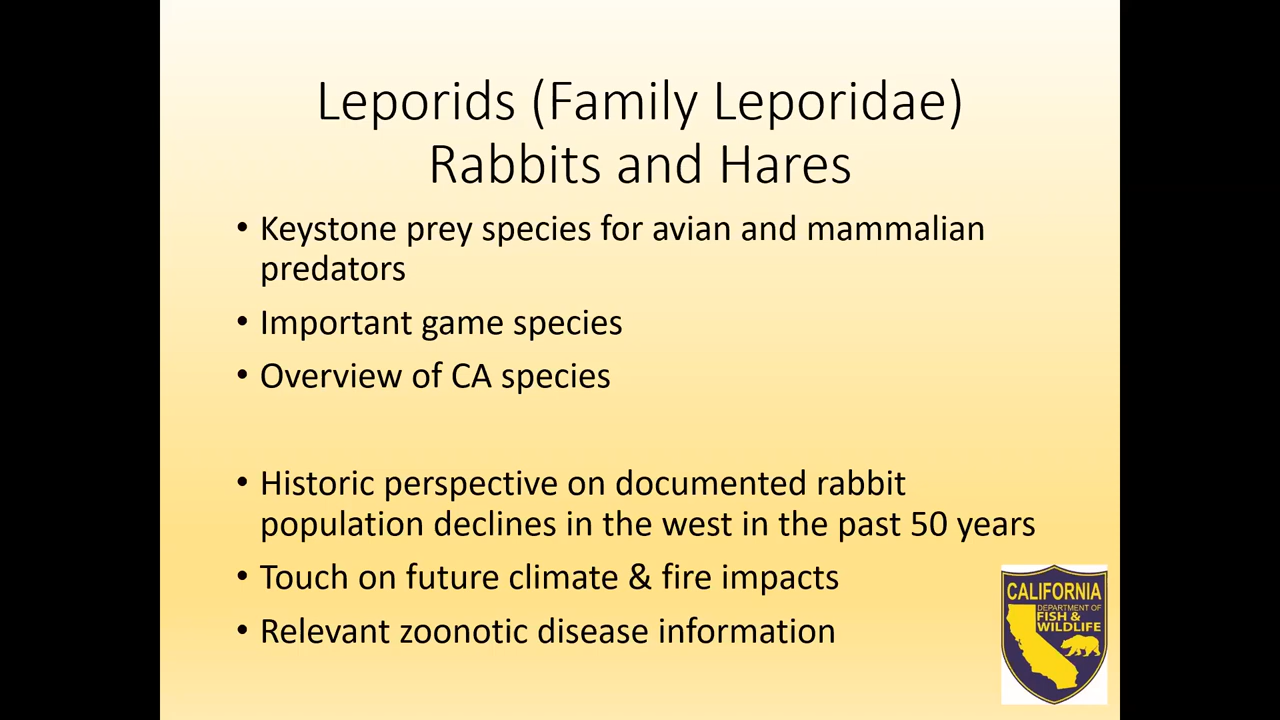 Leporids (Family Leporidae)
Rabbits and Hares
• Keystone prey species for avian and mammalian
predators
• Important game species
• Overview of CA species
• Historic perspective on documented rabbit
population declines in the west in the past 50 years
• Touch on future climate & fire impacts
• Relevant zoonotic disease information
CALIFORNIA
DEPARTMENT OF
FISH &
WILDLIFE